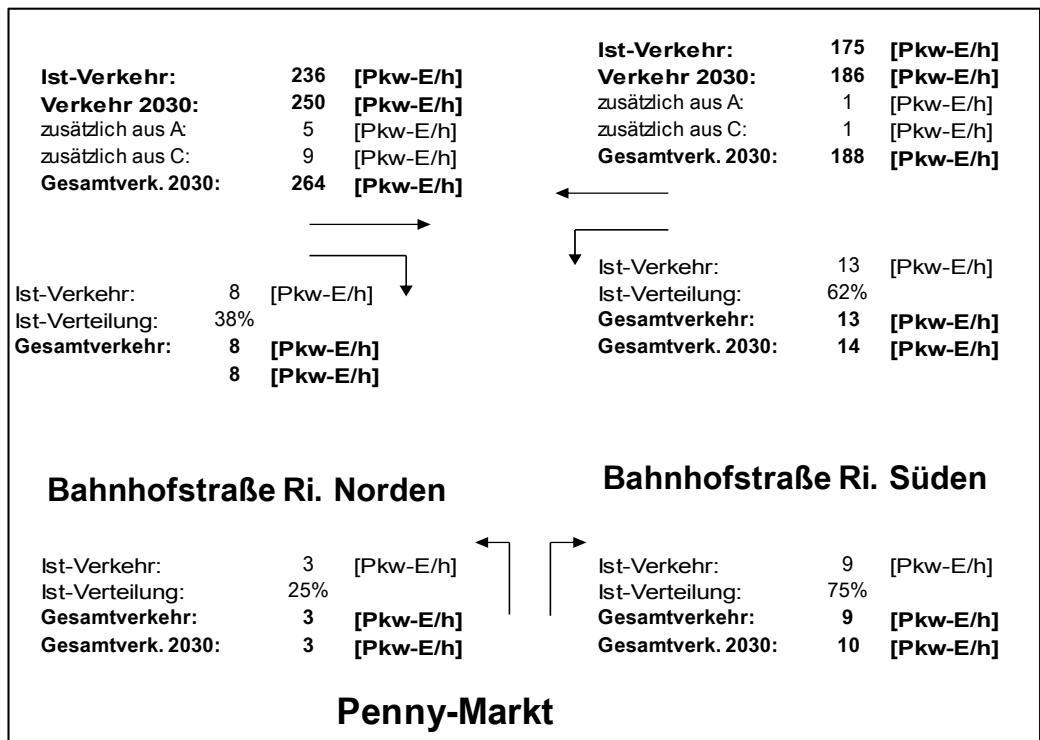 Ist-Verkehr: 236 [Pkw-E/h]
Verkehr 2030: 250 [Pkw-E/h]
zusätzlich aus A: 5 [Pkw-E/h]
zusätzlich aus C: 9 [Pkw-E/h]
Gesamtverk. 2030: 264 [Pkw-E/h]
Ist-Verkehr: 175 [Pkw-E/h]
Verkehr 2030: 186 [Pkw-E/h]
zusätzlich aus A: 1 [Pkw-E/h]
zusätzlich aus C: 1 [Pkw-E/h]
Gesamtverk. 2030: 188 [Pkw-E/h]
Ist-Verkehr: 8 [Pkw-E/h]
Ist-Verteilung: 38%
Gesamtverkehr: 8 [Pkw-E/h]
8 [Pkw-E/h]
Ist-Verkehr: 13 [Pkw-E/h]
Ist-Verteilung: 62%
Gesamtverkehr: 13 [Pkw-E/h]
Gesamtverk. 2030: 14 [Pkw-E/h]
Bahnhofstraße Ri. Norden
Bahnhofstraße Ri. Süden
Ist-Verkehr: 3 [Pkw-E/h]
Ist-Verteilung: 25%
Gesamtverkehr: 3 [Pkw-E/h]
Gesamtverk. 2030: 3 [Pkw-E/h]
Ist-Verkehr: 9 [Pkw-E/h]
Ist-Verteilung: 75%
Gesamtverkehr: 9 [Pkw-E/h]
Gesamtverk. 2030: 10 [Pkw-E/h]
Penny-Markt